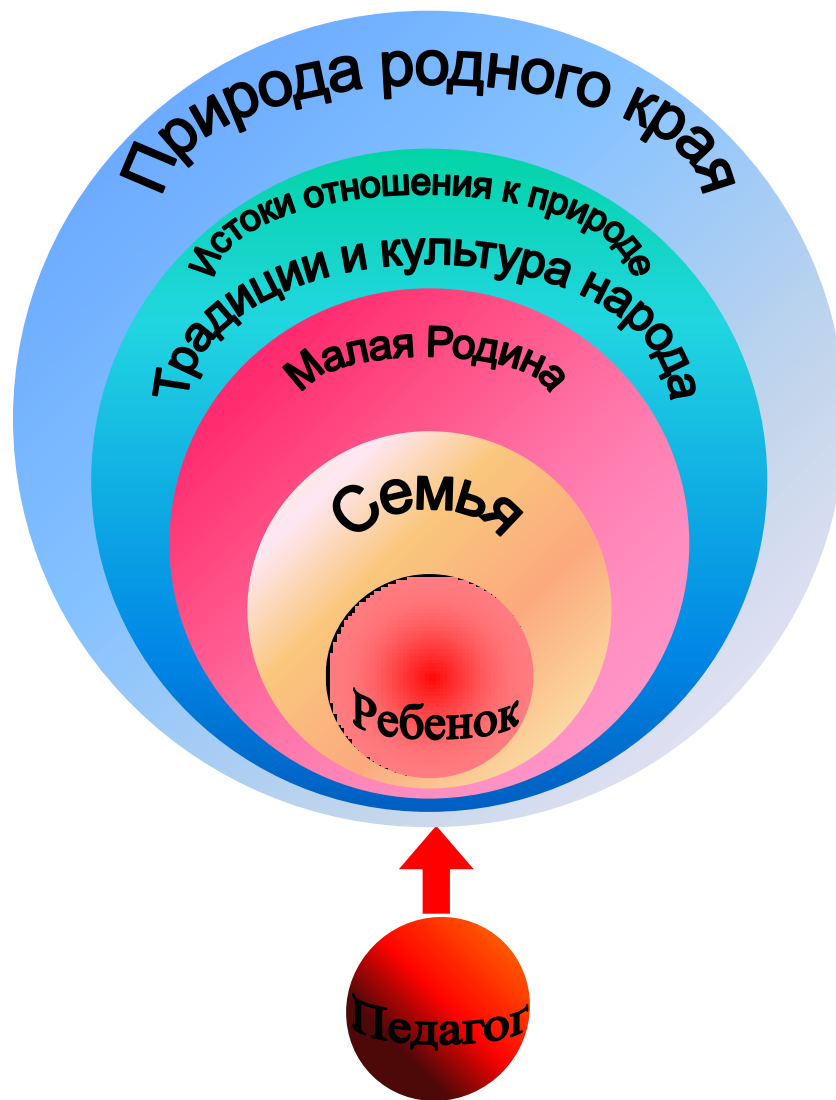 Природа родного края
Истоки отношения к природе
Традиции и культура народа
Малая Родина
Семья
Ребенок
Педагог